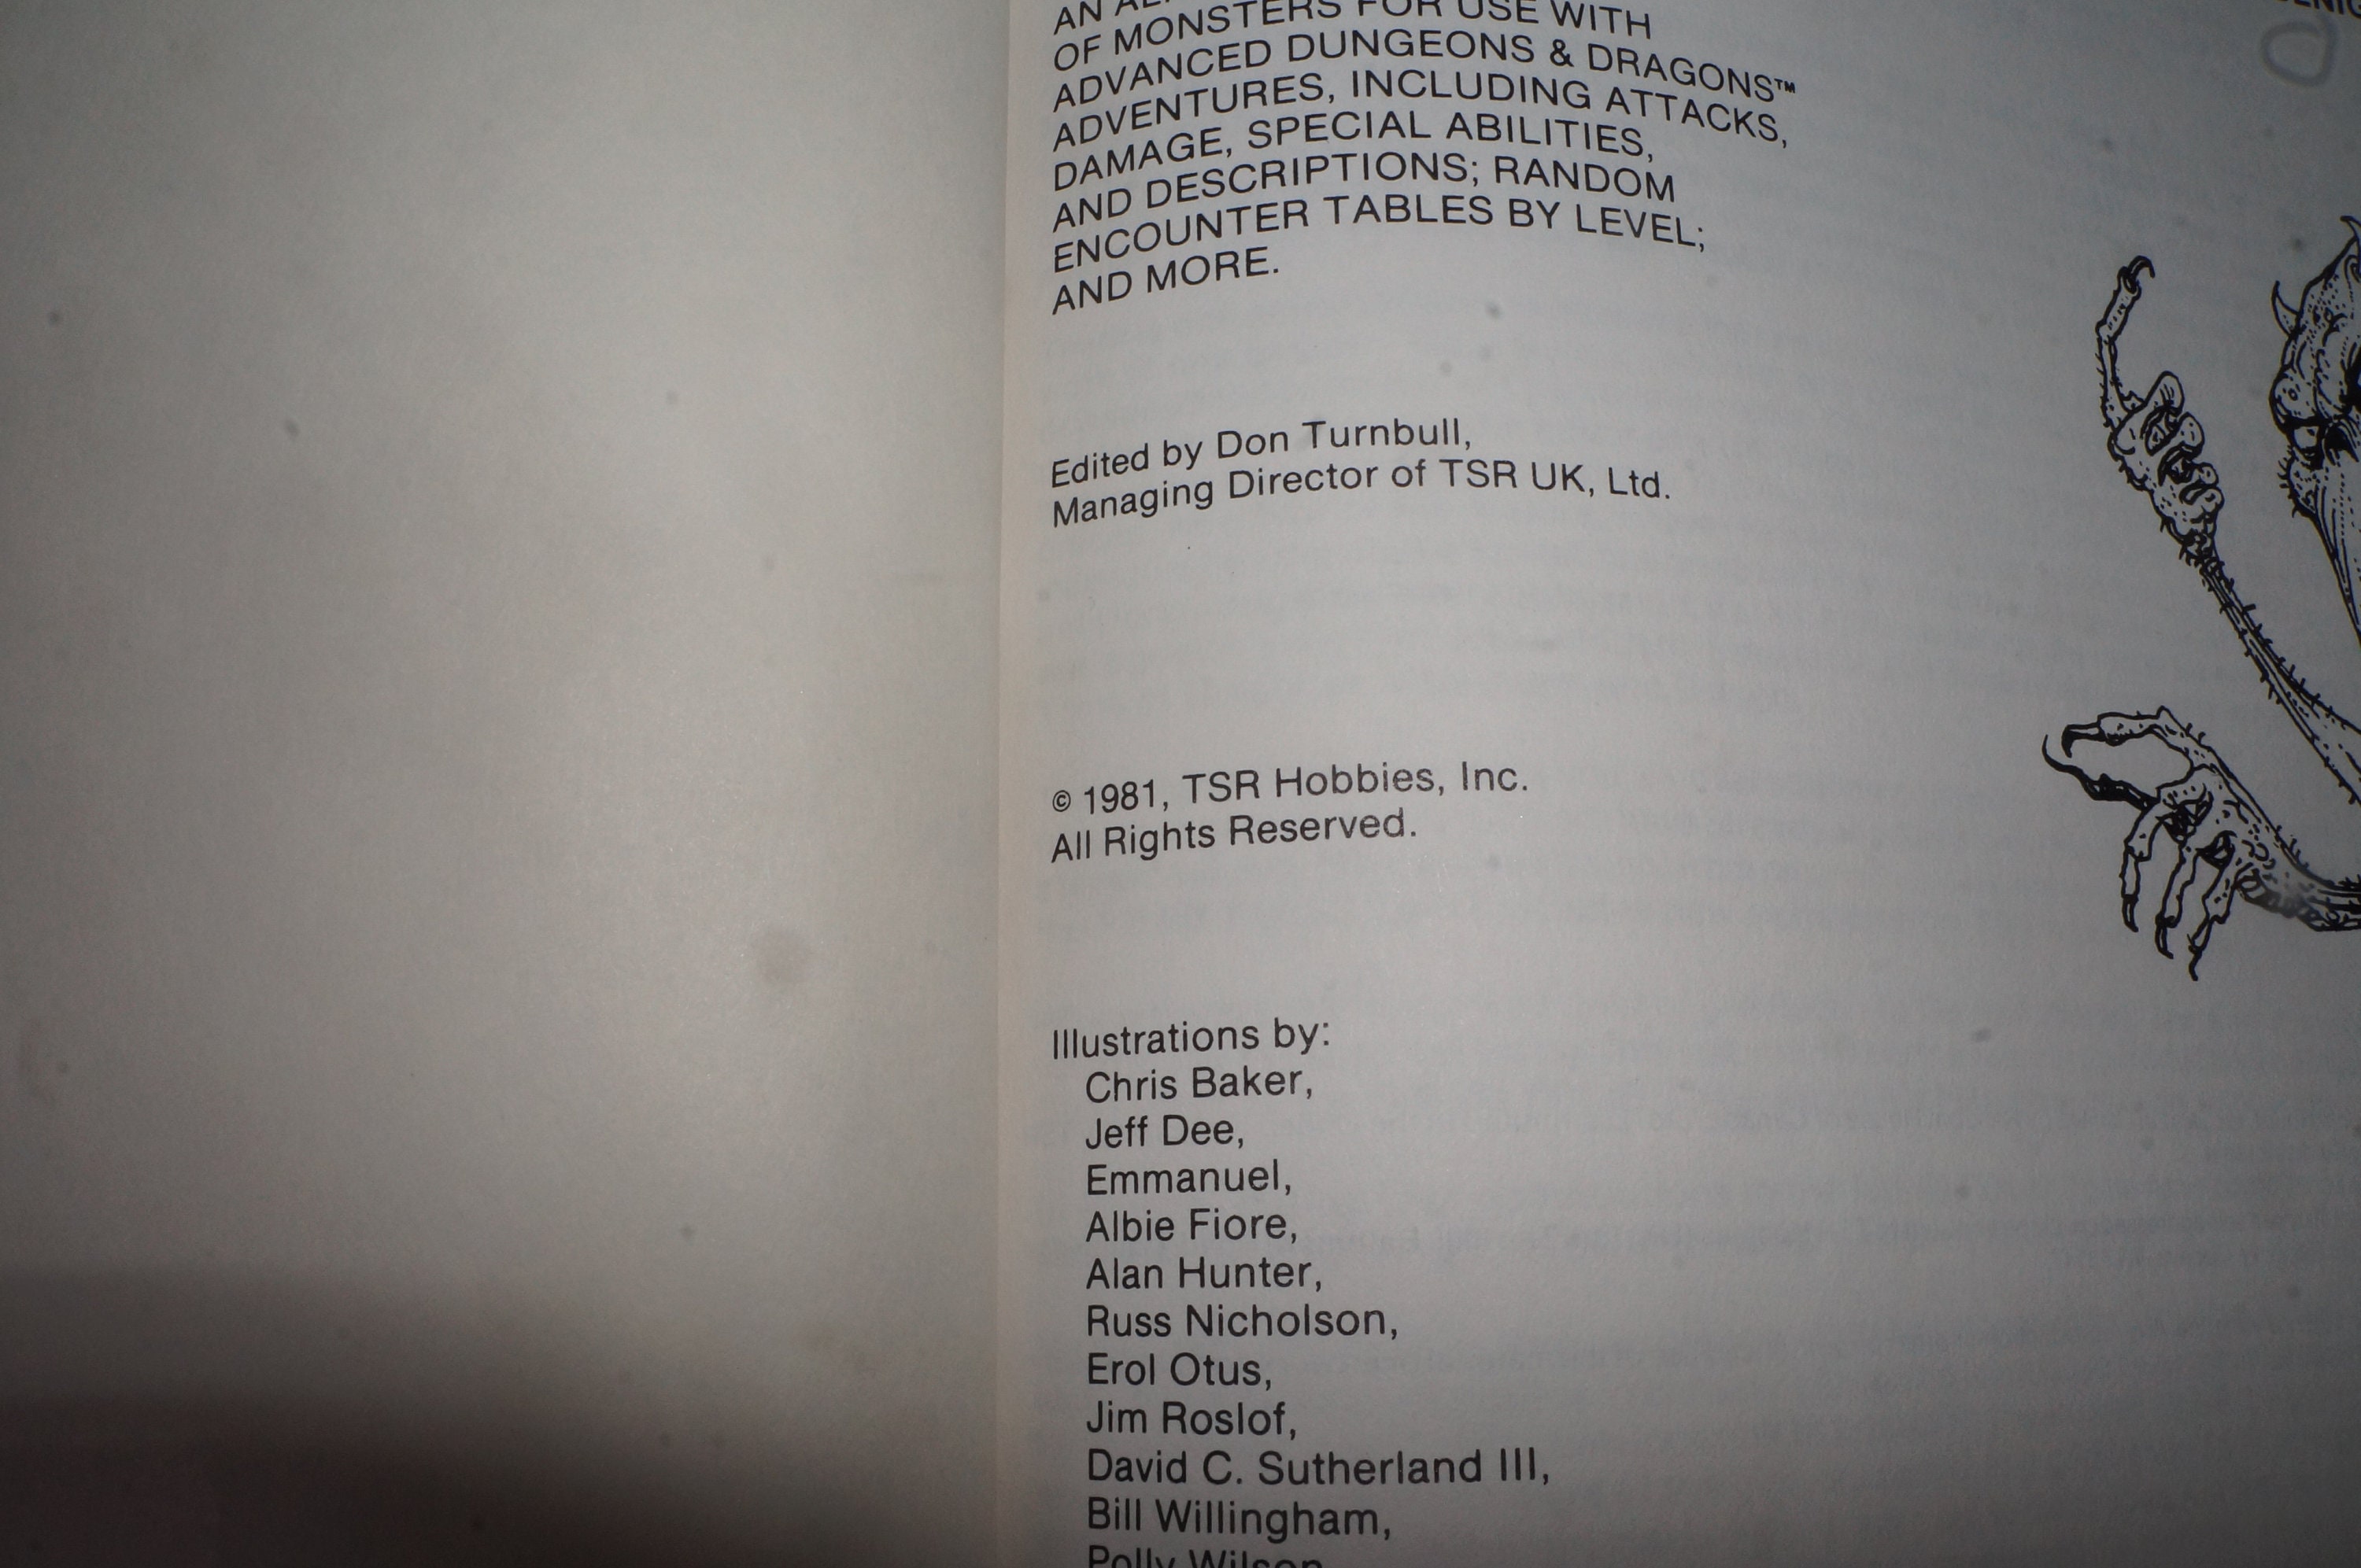 AN
OF MONSTERS FOR USE WITH
ADVANCED DUNGEONS & DRAGONS™
ADVENTURES, INCLUDING ATTACKS,
DAMAGE, SPECIAL ABILITIES,
AND DESCRIPTIONS; RANDOM
ENCOUNTER TABLES BY LEVEL;
AND MORE.
Edited by Don Turnbull,
Managing Director of TSR UK, Ltd.
© 1981, TSR Hobbies, Inc.
All Rights Reserved.
Illustrations by:
Chris Baker,
Jeff Dee,
Emmanuel,
Albie Fiore,
Alan Hunter,
Russ Nicholson,
Erol Otus,
Jim Roslof,
David C. Sutherland III,
Bill Willingham,
Polly Wilson